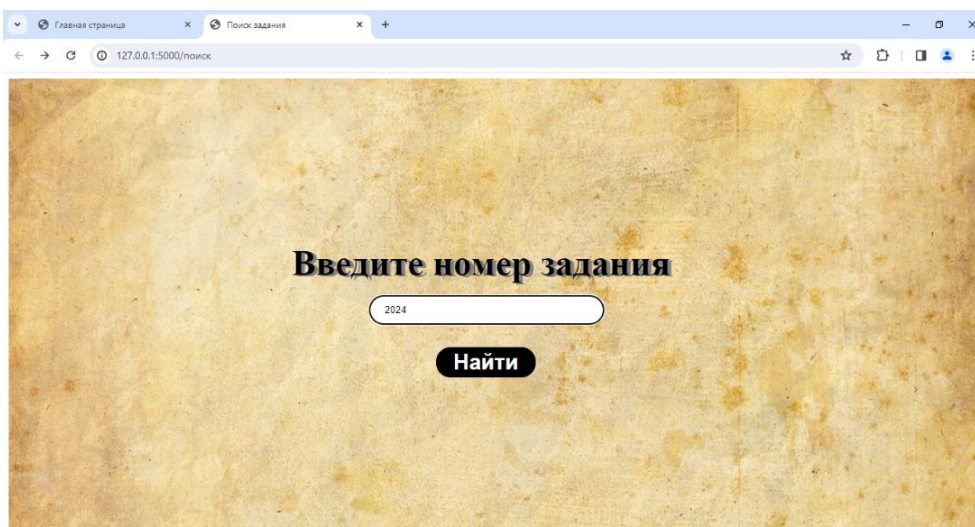 Главная страница
Поиск задания
127.0.0.1:5000/поиск
Введите номер задания
2024
Найти